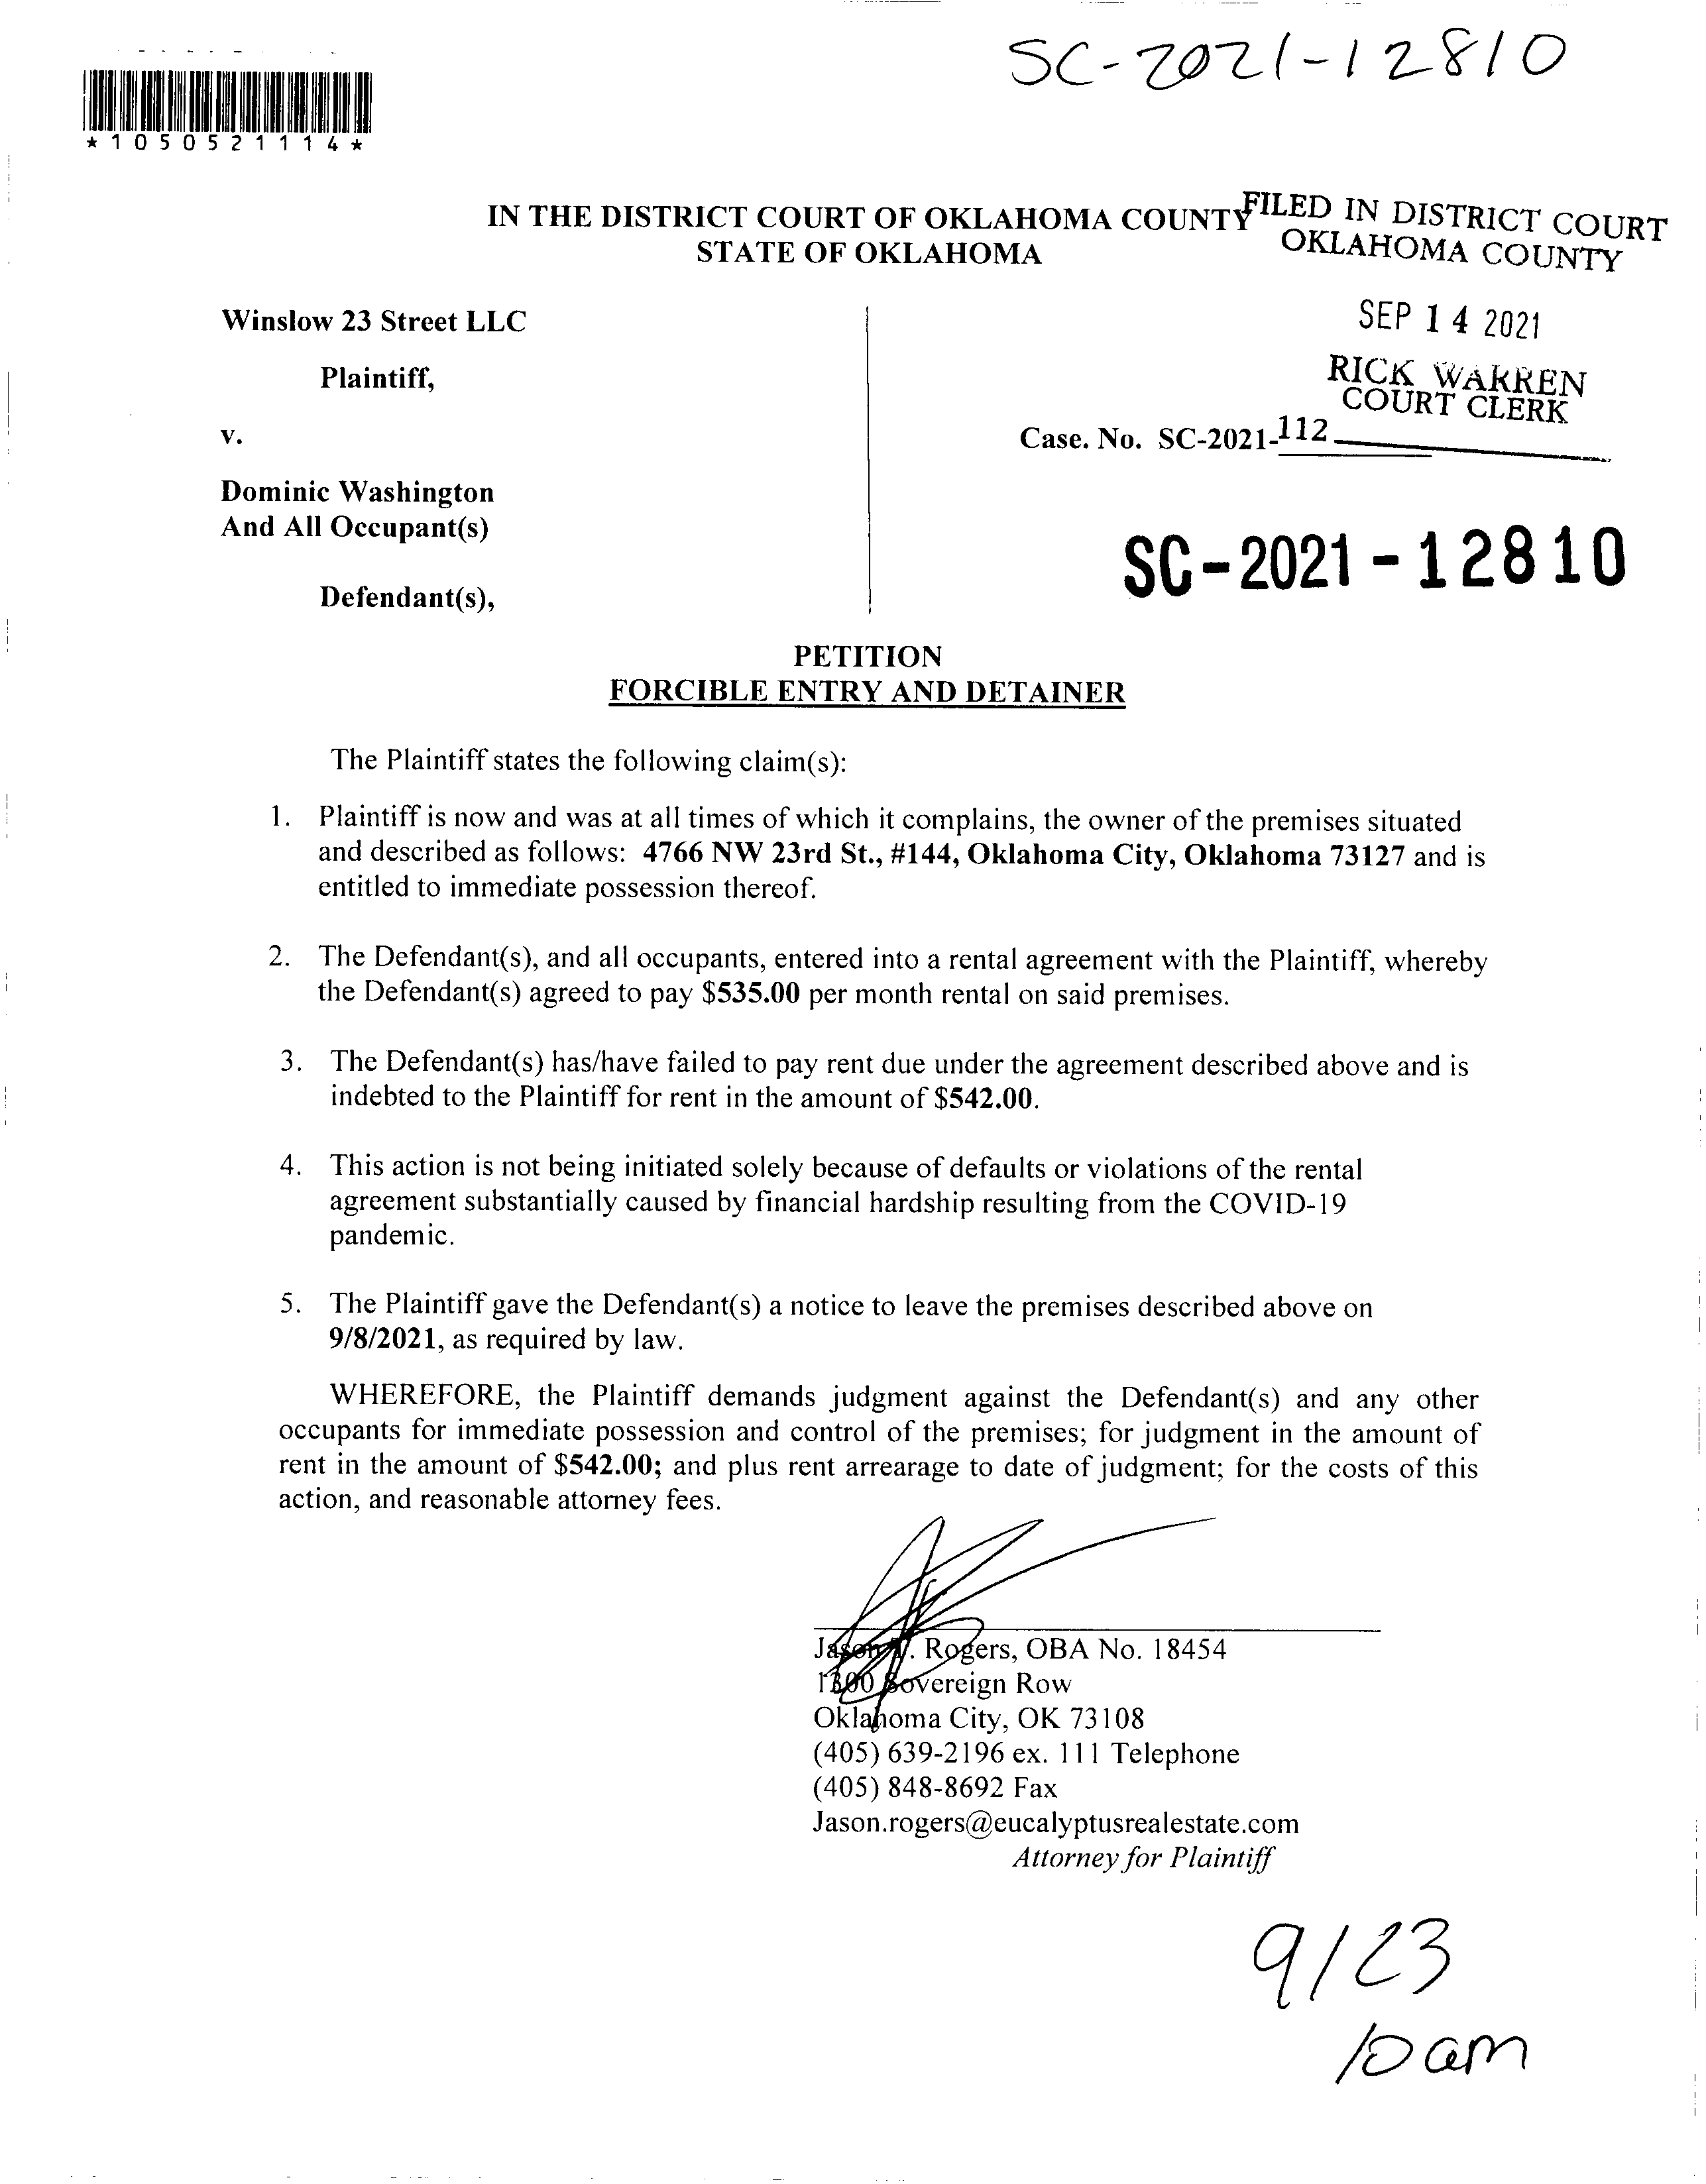 SC-2021-12810
*1050521114*
IN THE DISTRICT COURT OF OKLAHOMA COUNTY
STATE OF OKLAHOMA
FILED IN DISTRICT COURT
OKLAHOMA COUNTY
SEP 14 2021
RICK WARREN
COURT CLERK
Winslow 23 Street LLC
Plaintiff,
v.
Case. No. SC-2021-112
Dominic Washington
And All Occupant(s)
SC-2021-12810
Defendant(s),
PETITION
FORCIBLE ENTRY AND DETAINER
The Plaintiff states the following claim(s):
1. Plaintiff is now and was at all times of which it complains, the owner of the premises situated
and described as follows: 4766 NW 23rd St., #144, Oklahoma City, Oklahoma 73127 and is
entitled to immediate possession thereof.
2. The Defendant(s), and all occupants, entered into a rental agreement with the Plaintiff, whereby
the Defendant(s) agreed to pay $535.00 per month rental on said premises.
3. The Defendant(s) has/have failed to pay rent due under the agreement described above and is
indebted to the Plaintiff for rent in the amount of $542.00.
4. This action is not being initiated solely because of defaults or violations of the rental
agreement substantially caused by financial hardship resulting from the COVID-19
pandemic.
5. The Plaintiff gave the Defendant(s) a notice to leave the premises described above on
9/8/2021, as required by law.
WHEREFORE, the Plaintiff demands judgment against the Defendant(s) and any other
occupants for immediate possession and control of the premises; for judgment in the amount of
rent in the amount of $542.00; and plus rent arrearage to date of judgment; for the costs of this
action, and reasonable attorney fees.
Jason Rogers, OBA No. 18454
1300 Sovereign Row
Oklahoma City, OK 73108
(405) 639-2196 ex. 111 Telephone
(405) 848-8692 Fax
Jason.rogers@eucalyptusrealestate.com
Attorney for Plaintiff
9/23
10am